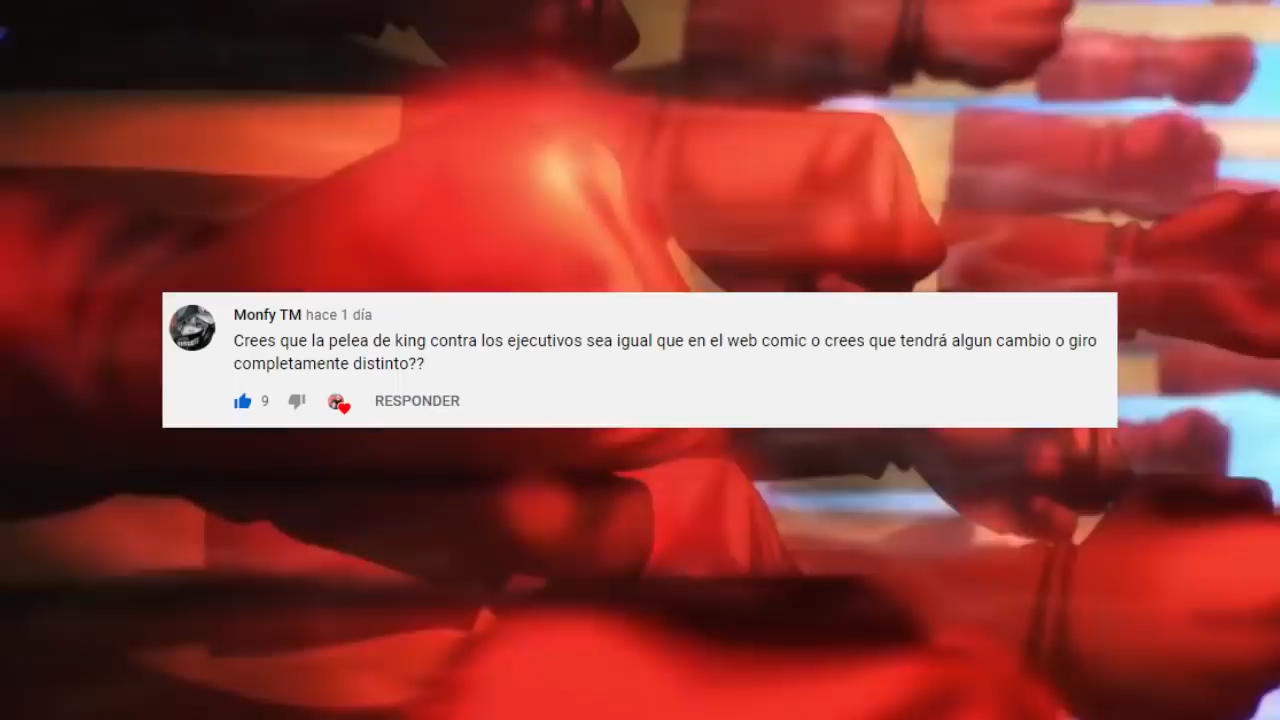 Monfy TM hace 1 día
Crees que la pelea de king contra los ejecutivos sea igual que en el web comic o crees que tendrá algun cambio o giro
completamente distinto??
9 RESPONDER